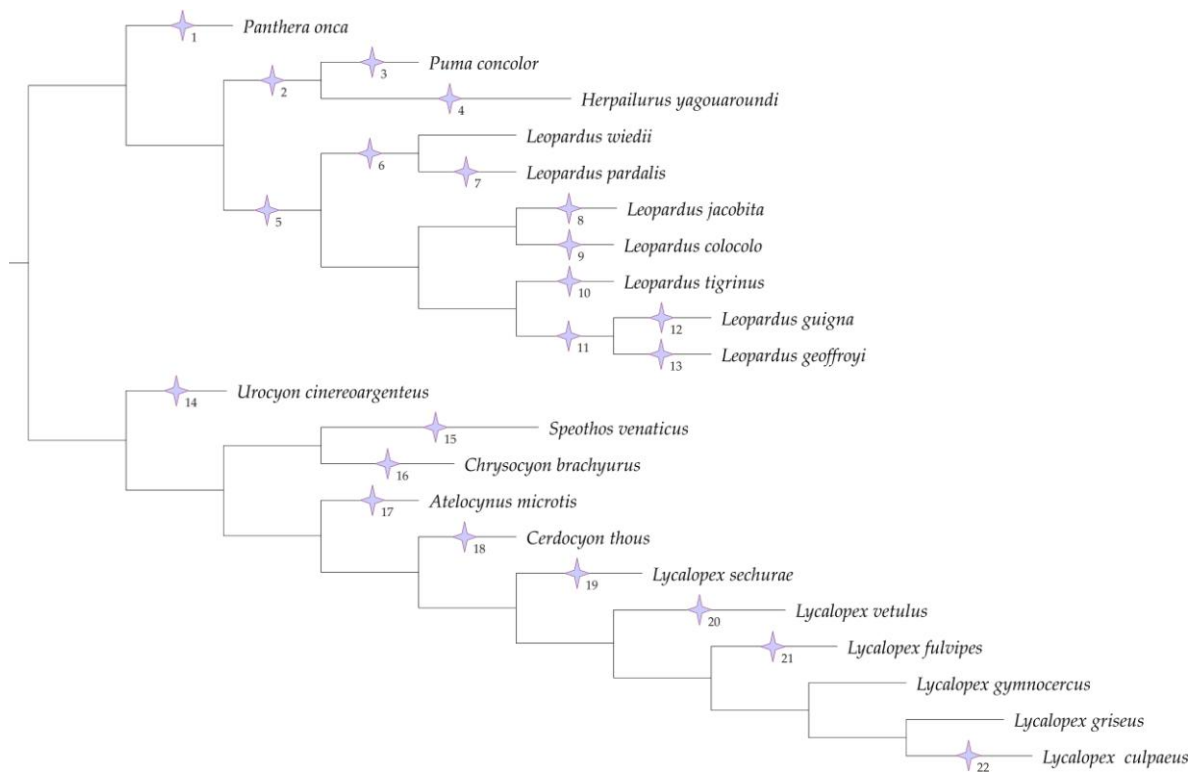 Panthera onca
1
Puma concolor
3
2
Herpailurus yagouaroundi
4
Leopardus wiedii
6
Leopardus pardalis
7
5
Leopardus jacobita
8
Leopardus colocolo
9
Leopardus tigrinus
10
Leopardus guigna
12
11
Leopardus geoffroyi
13
Urocyon cinereoargenteus
14
Speothos venaticus
15
Chrysocyon brachyurus
16
Atelocynus microtis
17
Cerdocyon thous
18
Lycalopex sechurae
19
Lycalopex vetulus
20
Lycalopex fulvipes
21
Lycalopex gymnocercus
Lycalopex griseus
Lycalopex culpaeus
22